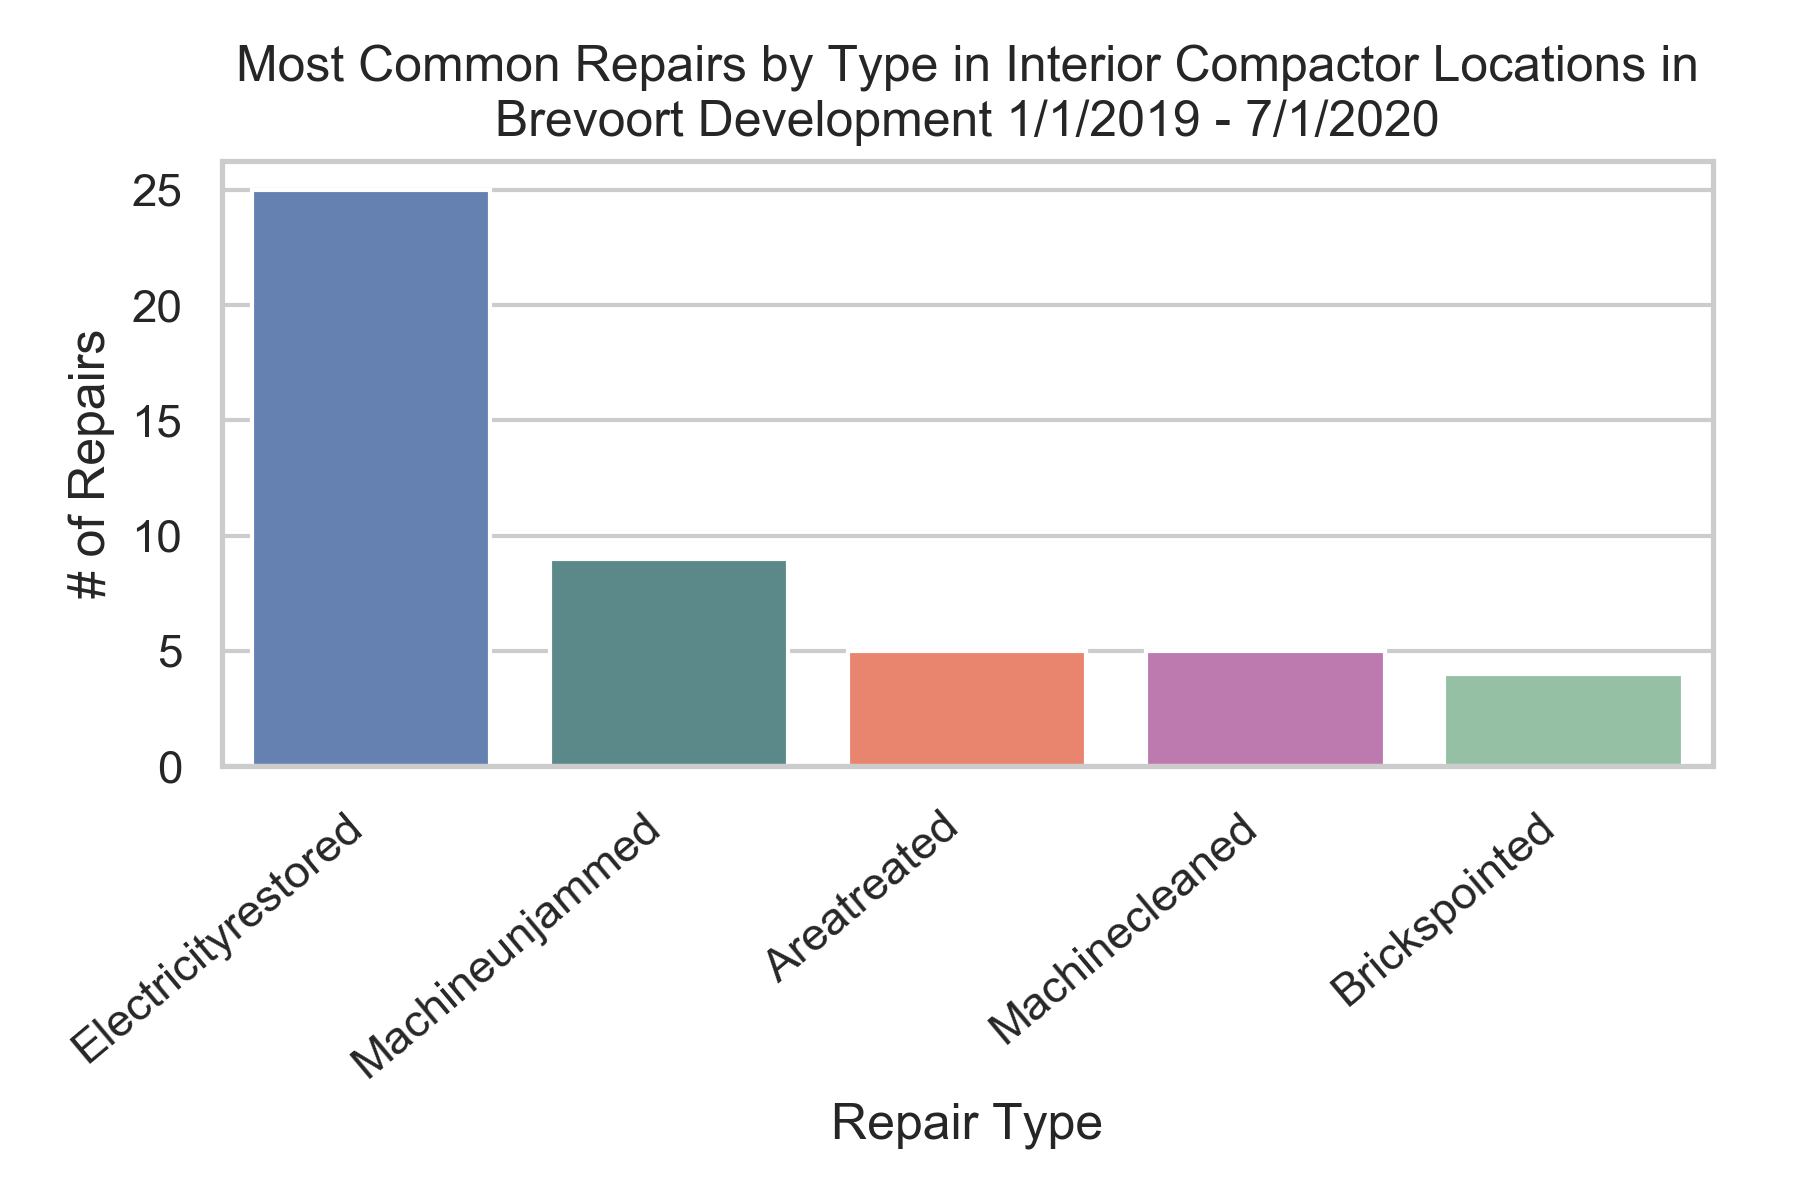 Most Common Repairs by Type in Interior Compactor Locations in
Brevoort Development 1/1/2019 - 7/1/2020
# of Repairs
25
20
15
10
5
0
Electricityrestored
Machineunjammed
Areatreated
Machinecleaned
Brickspointed
Repair Type